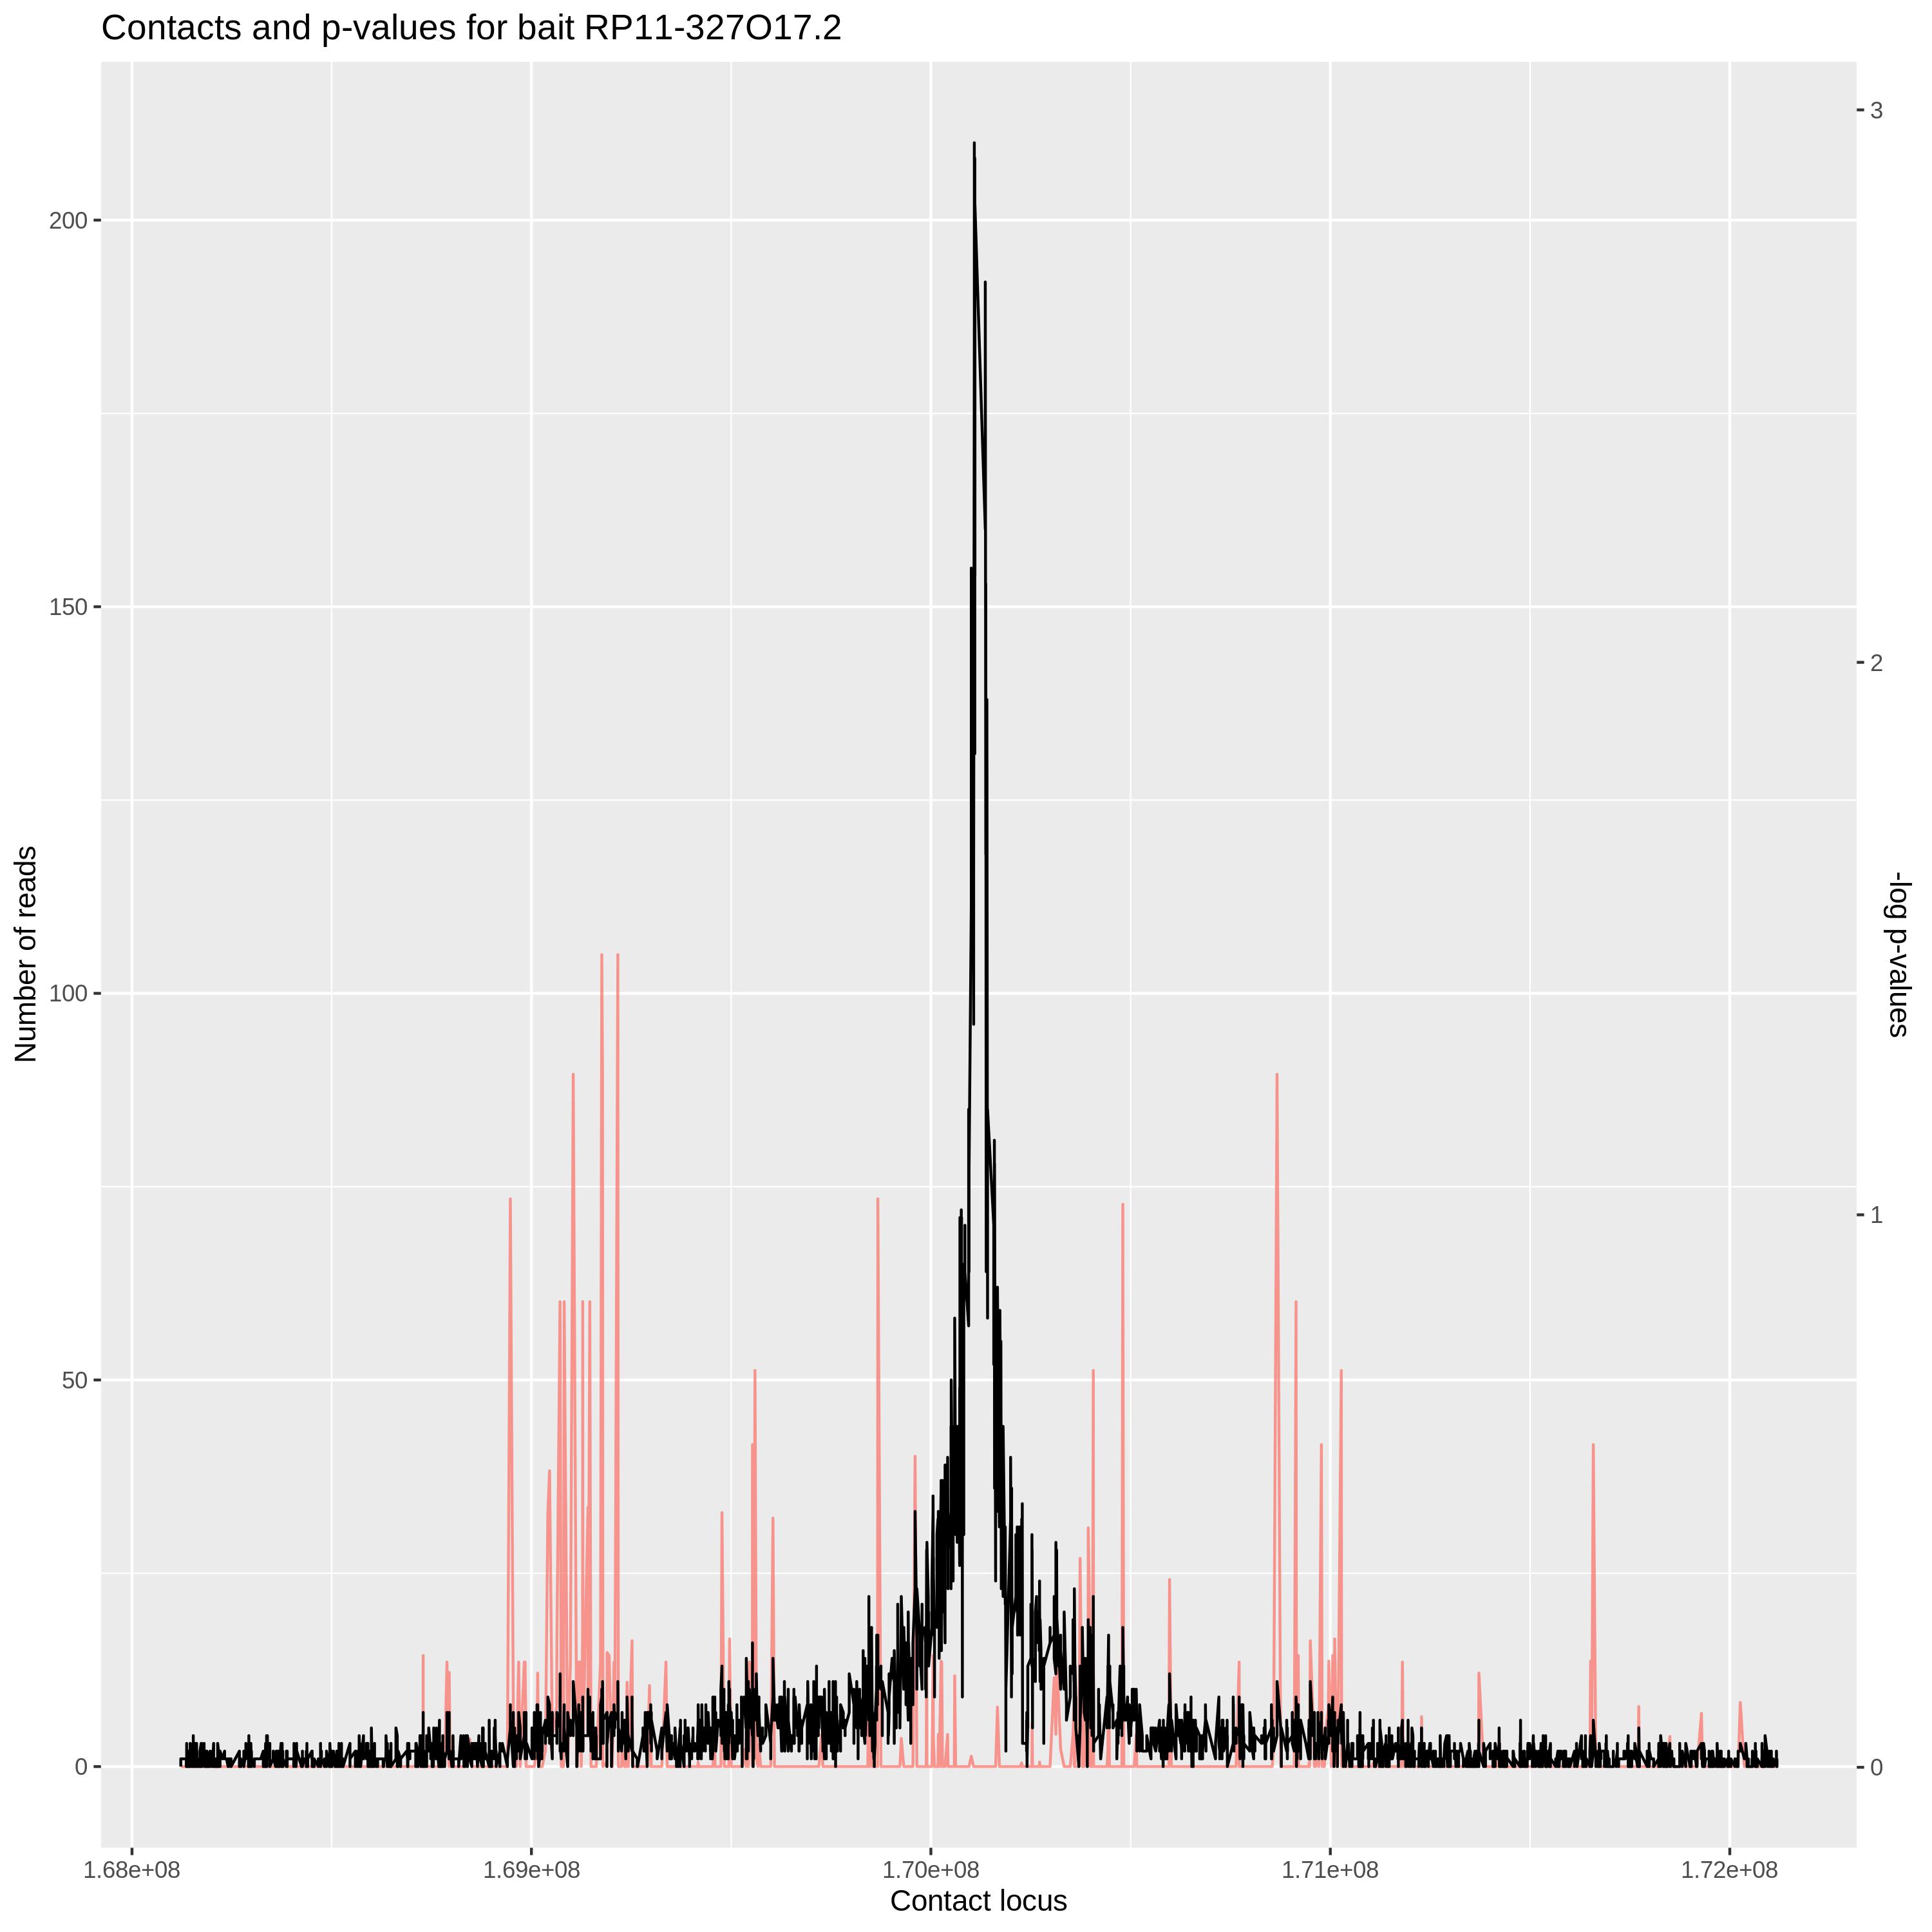 Contacts and p-values for bait RP11-327O17.2
Number of reads
200
150
100
50
0
3
2
1
0
-log p-values
1.68e+08
1.69e+08
1.70e+08
1.71e+08
1.72e+08
Contact locus